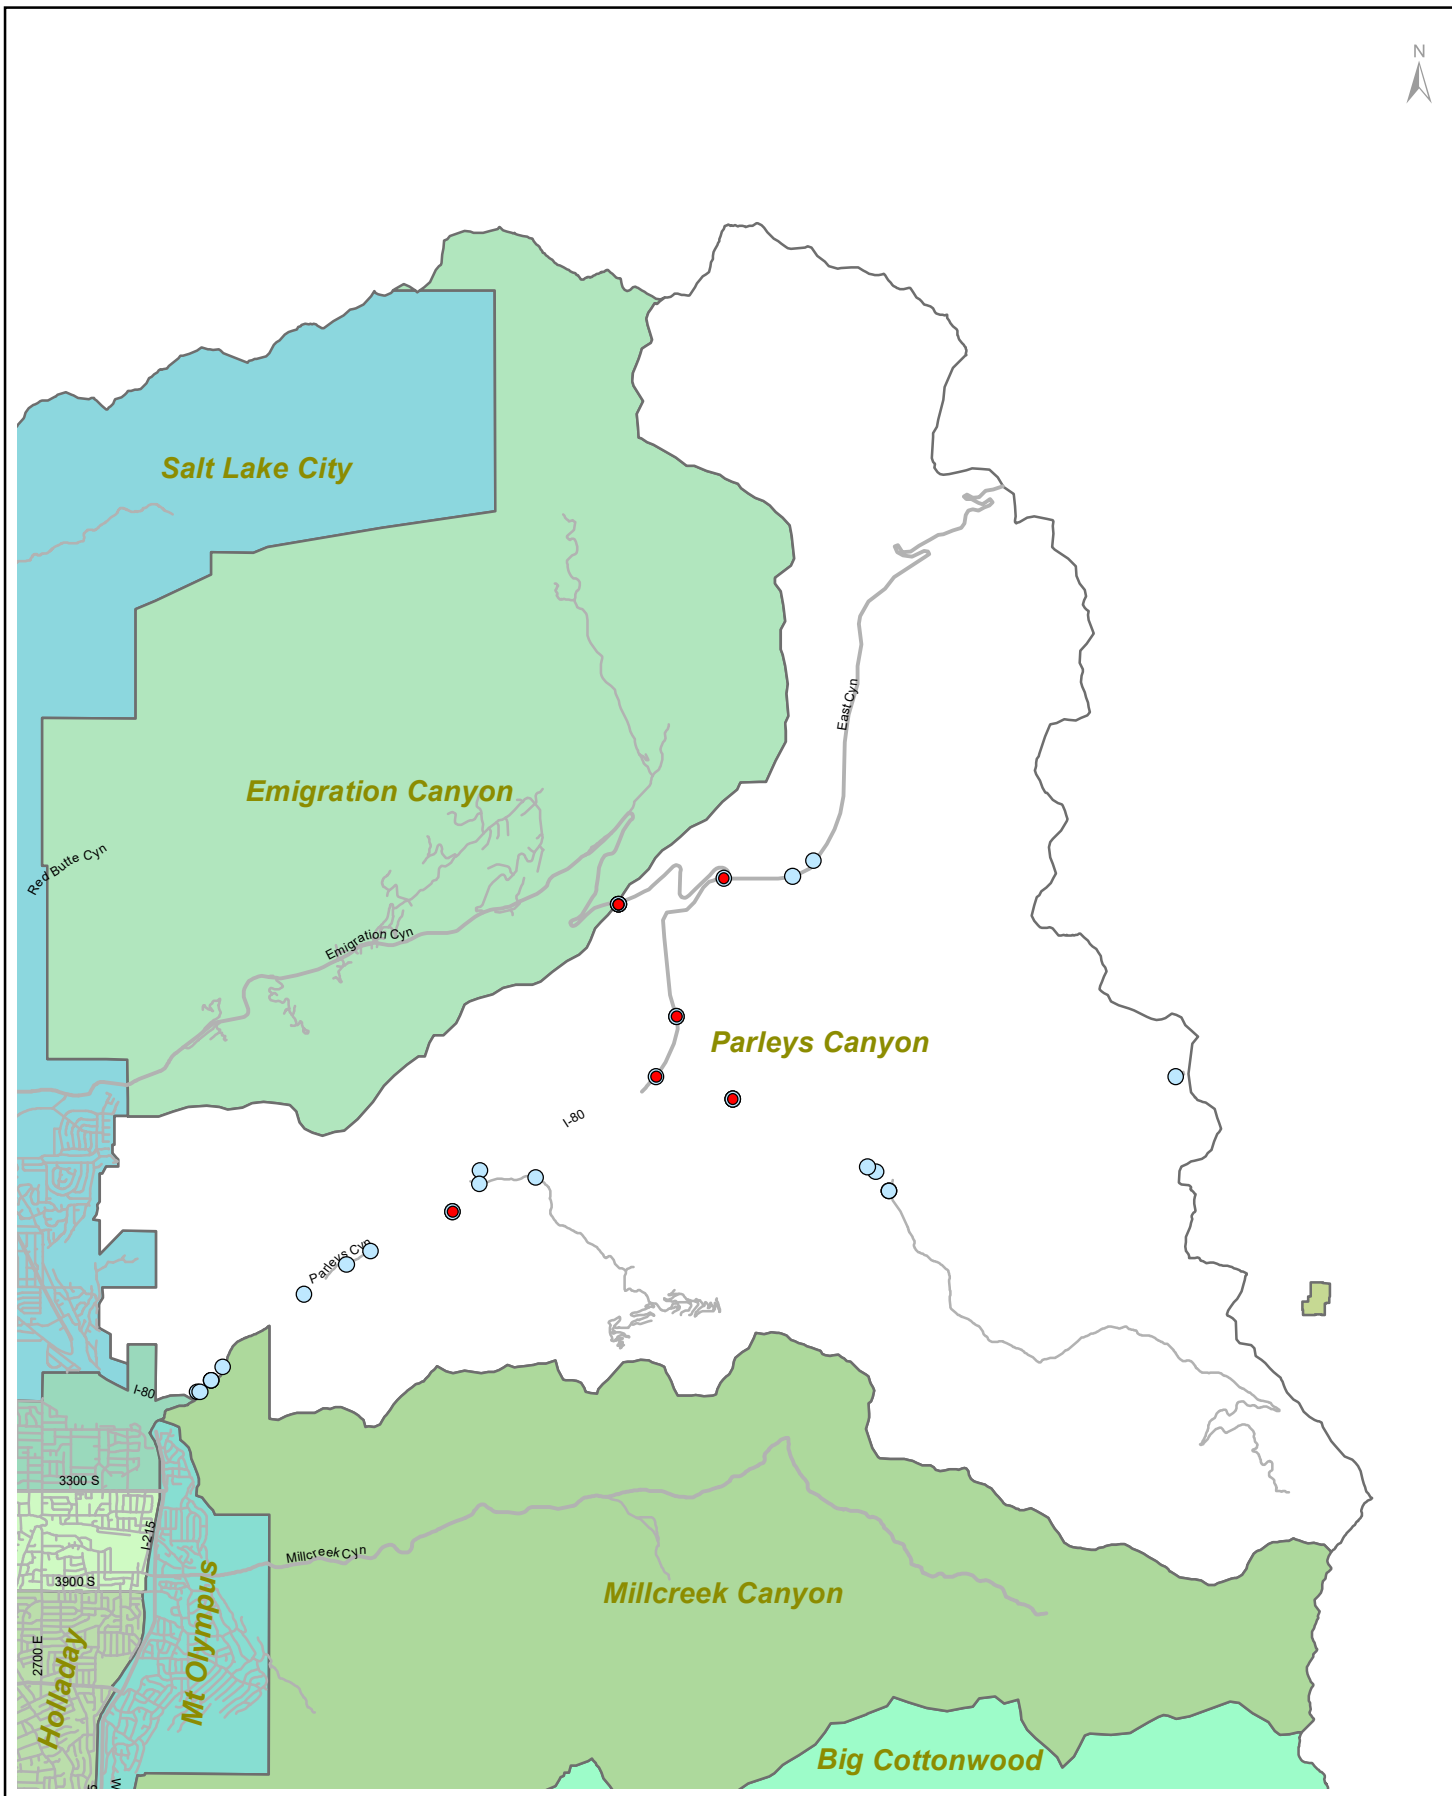 N
Salt Lake City
East Cyn
Emigration Canyon
Red Butte Cyn
Emigration Cyn
Parleys Canyon
I-80
Parleys Cyn
I-80
3300 S
I-215
Millcreek Cyn
3900 S
Millcreek Canyon
Mt Olympus
2700 E
Holladay
Big Cottonwood